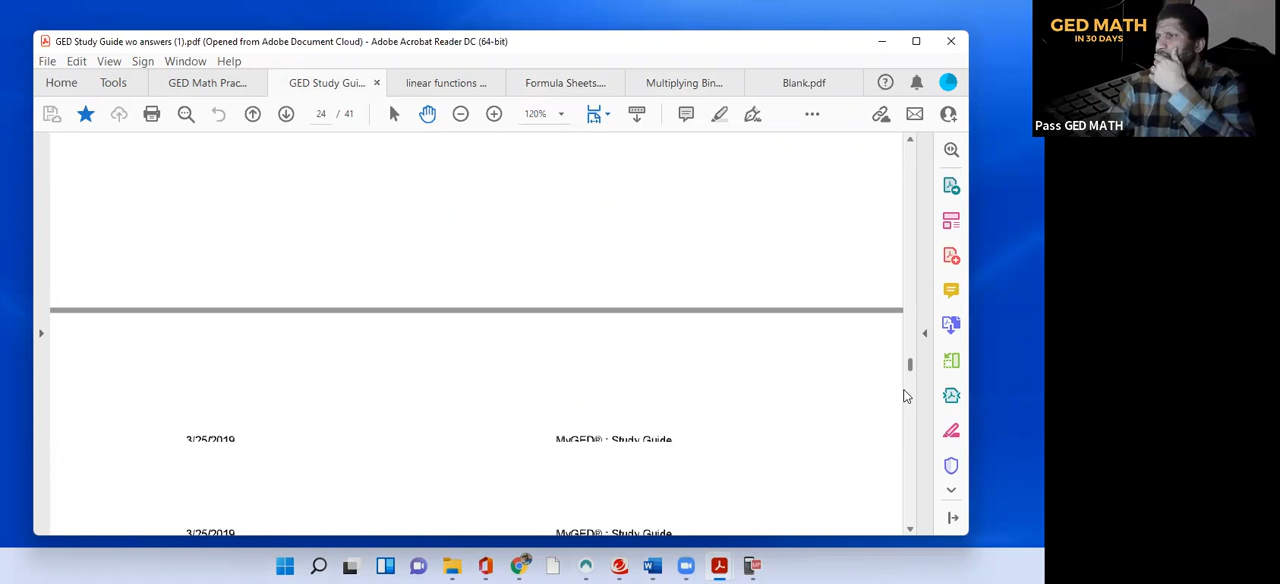 GED Study Guide wo answers (1).pdf (Opened from Adobe Document Cloud) - Adobe Acrobat Reader DC (64-bit)
File Edit View Sign Window Help
Home Tools GED Math Prac... GED Study Gui... × linear functions ... Formula Sheets.... Multiplying Bin... Blank.pdf
24 / 41 120%
3/25/2019 MyGED® : Study Guide
3/25/2019 MyGED® : Study Guide
GED MATH
IN 30 DAYS
Pass GED MATH